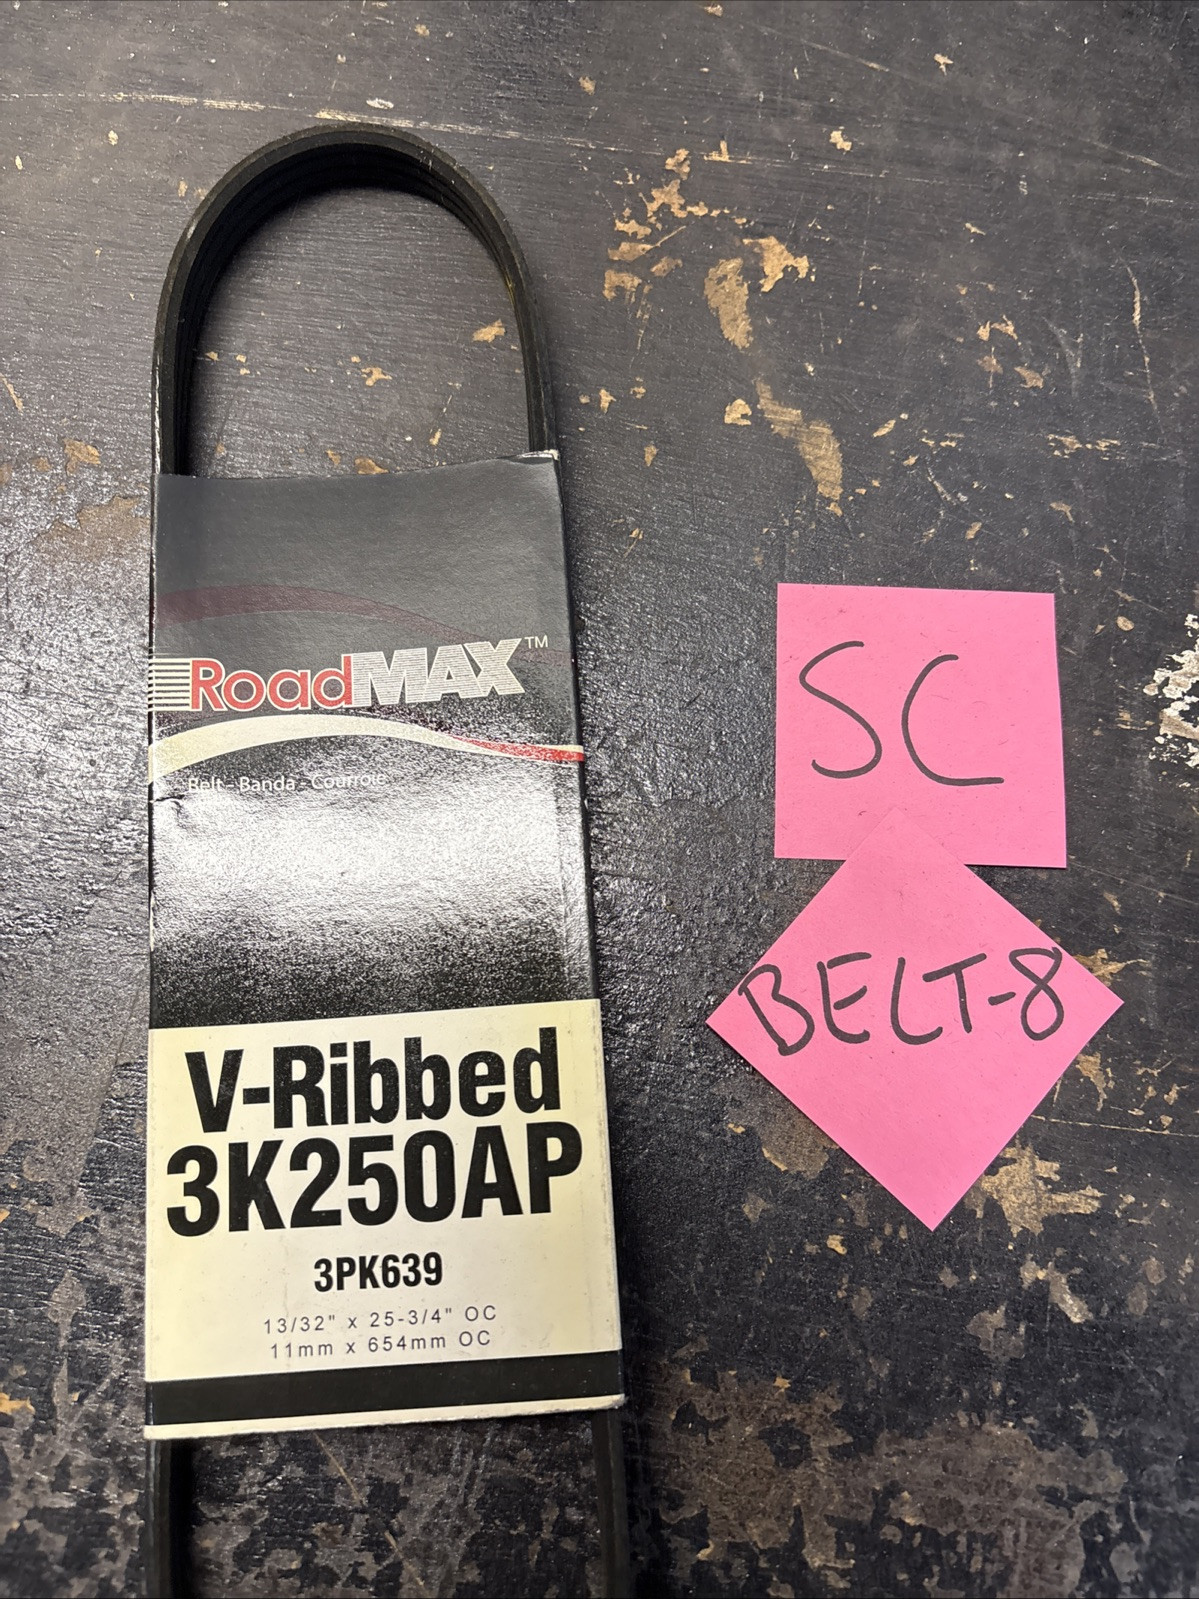 RoadMAX™
Belt - Banda - Courroie
V-Ribbed
3K250AP
3PK639
13/32" x 25-3/4" OC
11mm x 654mm OC
SC
BELT-8